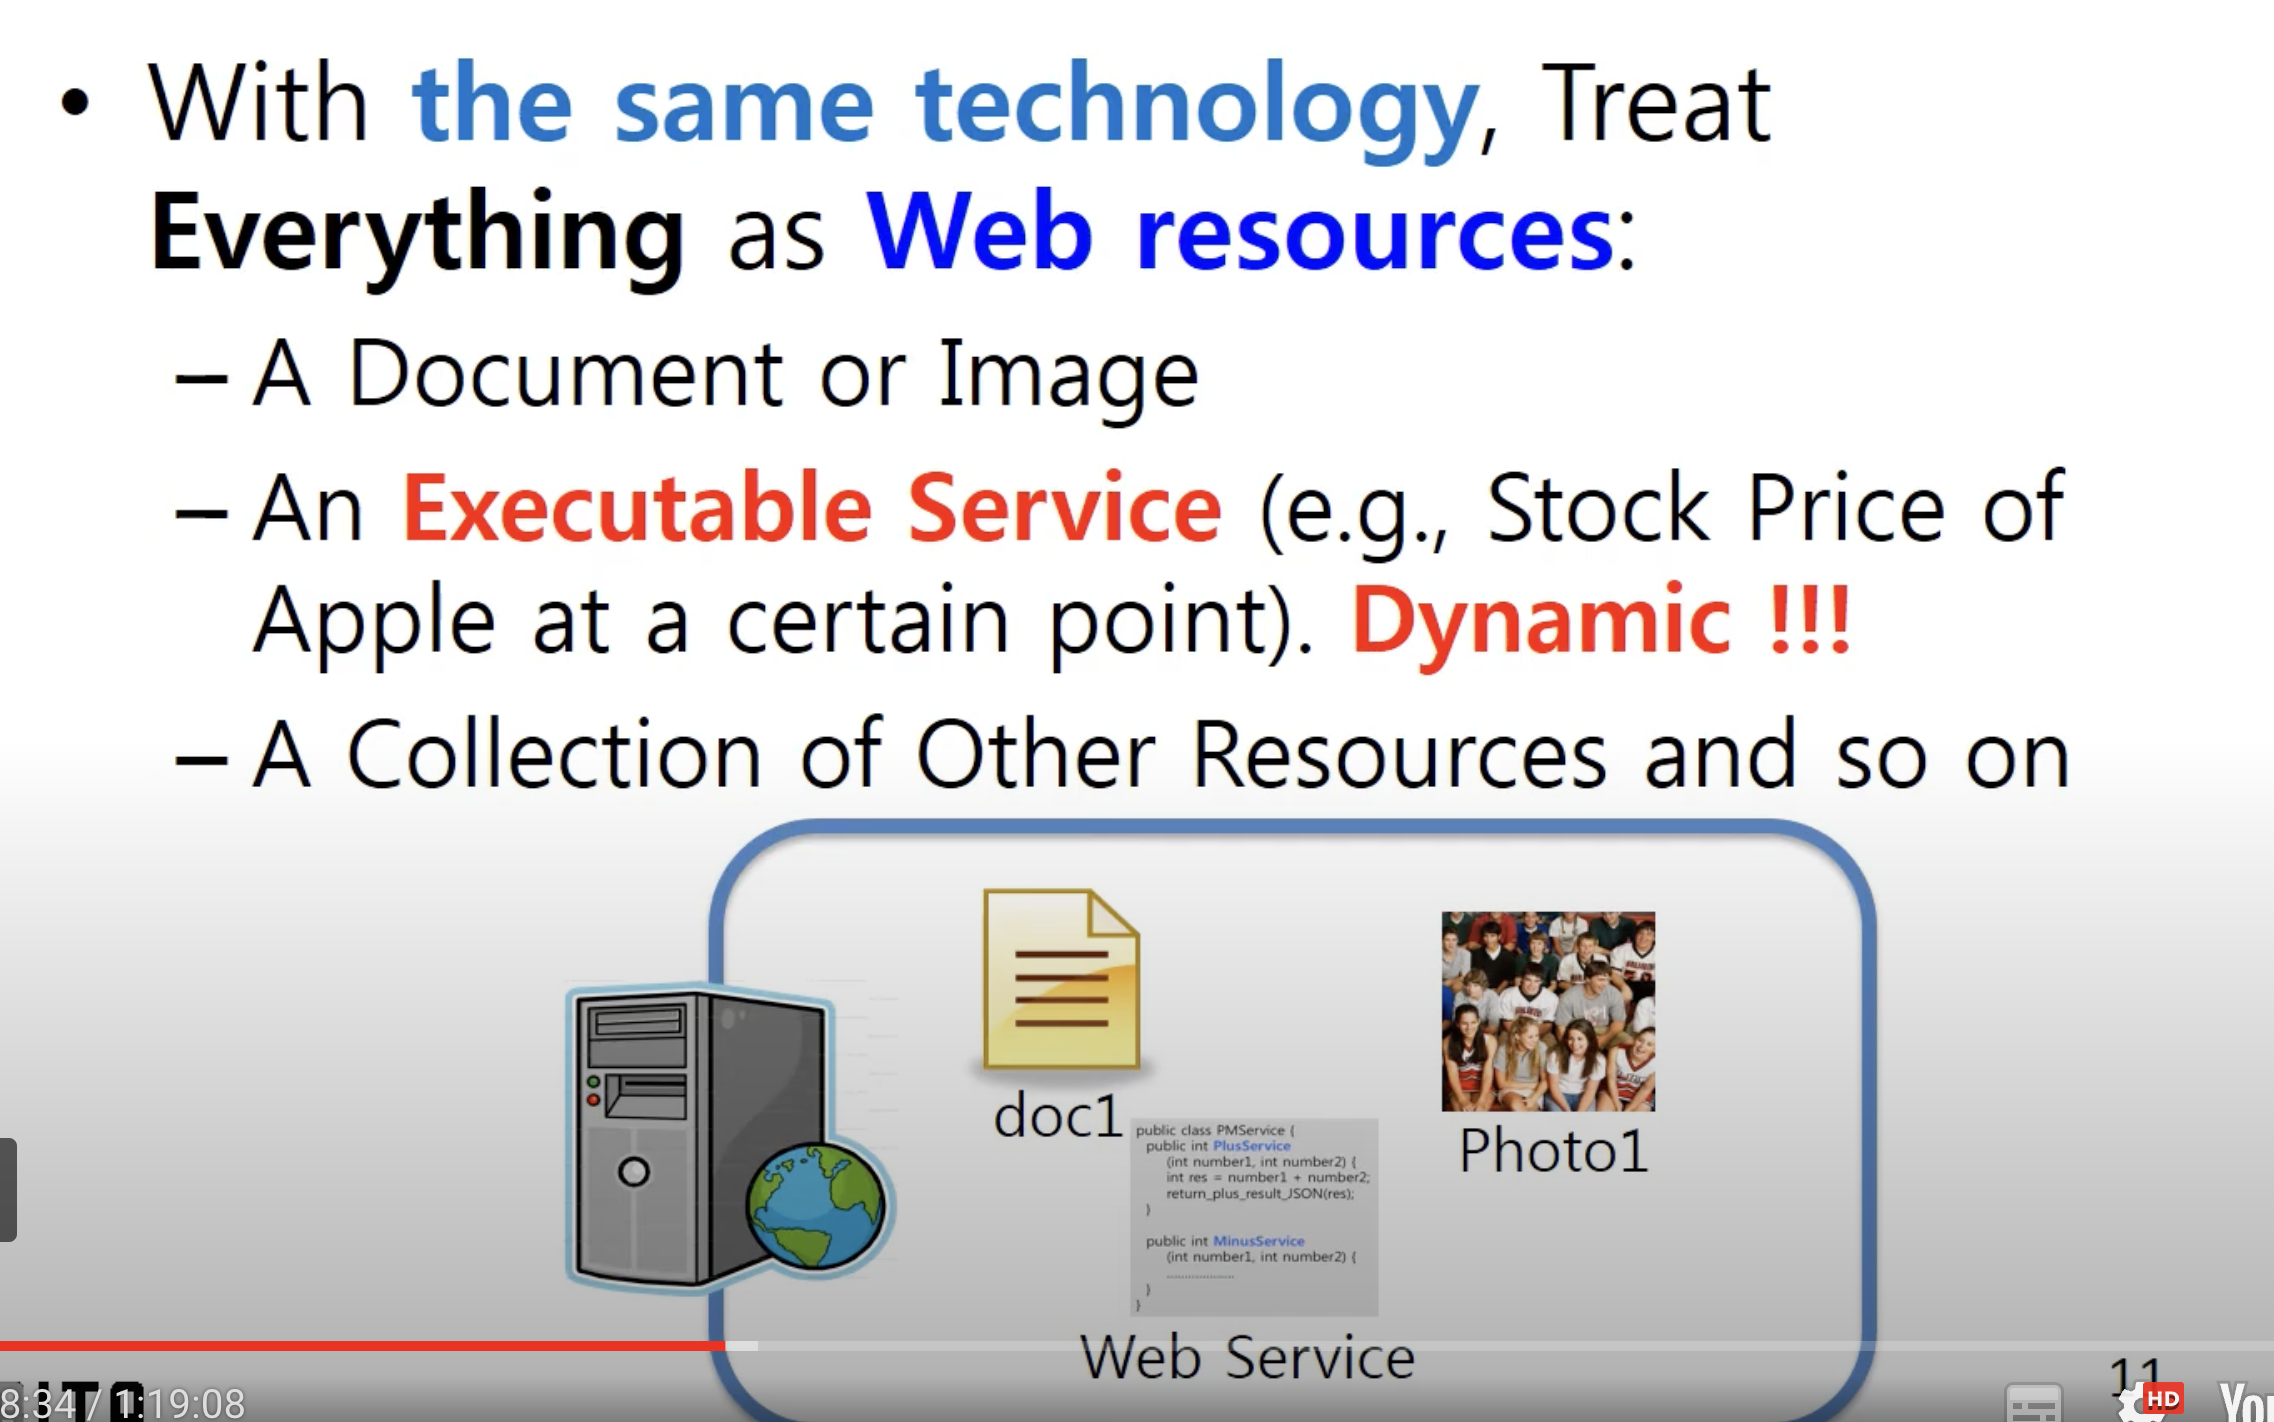 • With the same technology, Treat
Everything as Web resources:
– A Document or Image
– An Executable Service (e.g., Stock Price of
Apple at a certain point). Dynamic !!!
– A Collection of Other Resources and so on
doc1
Photo1
public class PMService {
public int PlusService
(int number1, int number2) {
int res = number1 + number2;
return_plus_result_JSON(res);
}
public int MinusService
(int number1, int number2) {
.....................
}
}
Web Service
11
8:34 / 1:19:08
HD
You